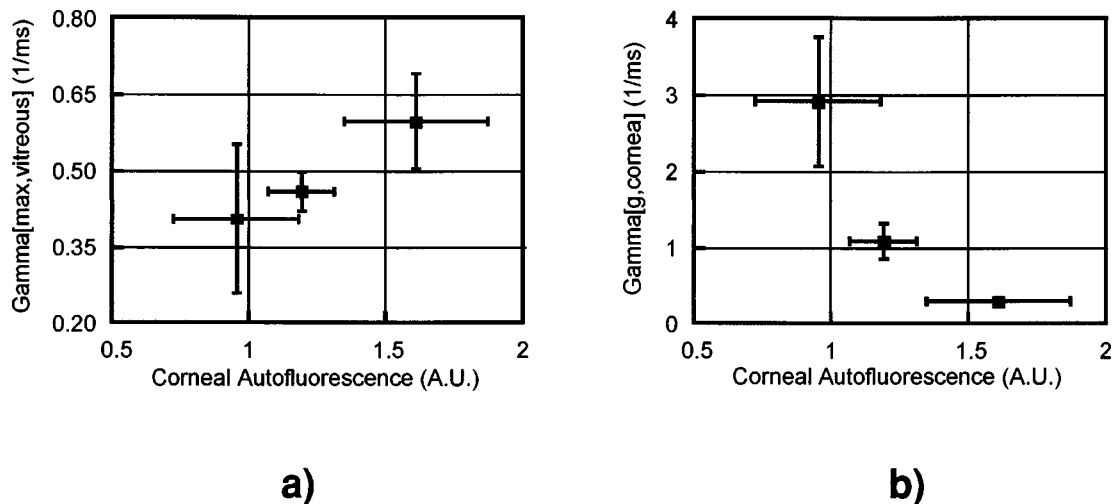 0.80
0.65
0.50
0.35
0.20
Gamma[max,vitreous] (1/ms)
0.5 1 1.5 2
Corneal Autofluorescence (A.U.)
a)
4
3
2
1
0
Gamma[g,cornea] (1/ms)
0.5 1 1.5 2
Corneal Autofluorescence (A.U.)
b)